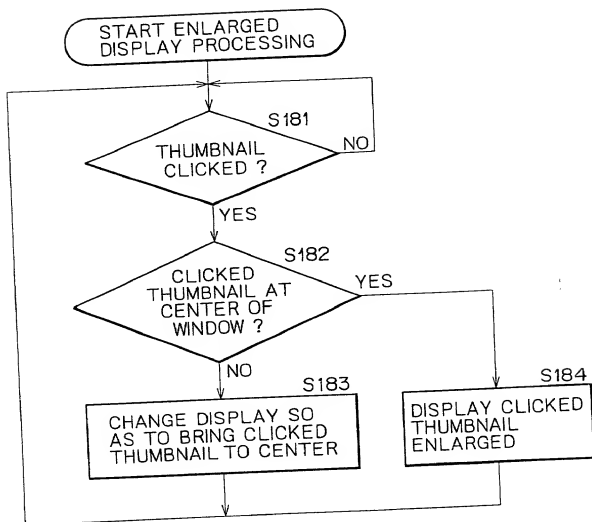 START ENLARGED
DISPLAY PROCESSING
S181
THUMBNAIL
CLICKED ?
NO
YES
S182
CLICKED
THUMBNAIL AT
CENTER OF
WINDOW ?
YES
NO
S183
CHANGE DISPLAY SO
AS TO BRING CLICKED
THUMBNAIL TO CENTER
S184
DISPLAY CLICKED
THUMBNAIL
ENLARGED